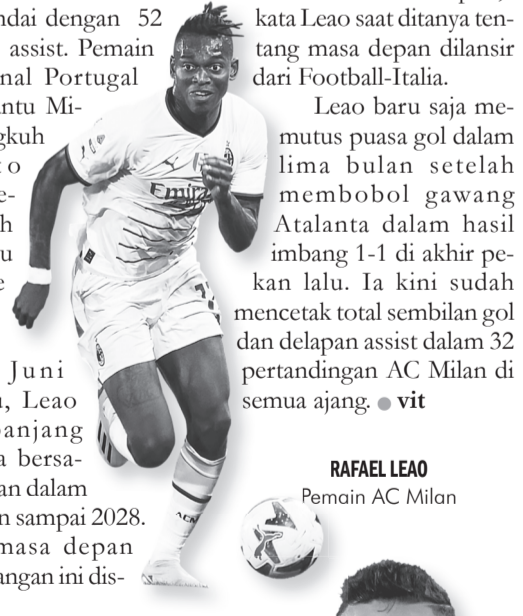 ndai dengan 52
assist. Pemain
nal Portugal
ntu Mi-
gkuh
to
e-
h
u
e
Juni
, Leao
panjang
a bersa-
an dalam
n sampai 2028.
masa depan
angan ini dis-
kata Leao saat ditanya ten-
tang masa depan dilansir
dari Football-Italia.
Leao baru saja me-
mutus puasa gol dalam
lima bulan setelah
membobol gawang
Atalanta dalam hasil
imbang 1-1 di akhir pe-
kan lalu. Ia kini sudah
mencetak total sembilan gol
dan delapan assist dalam 32
pertandingan AC Milan di
semua ajang. ● vit
Emira
ACM
RAFAEL LEAO
Pemain AC Milan